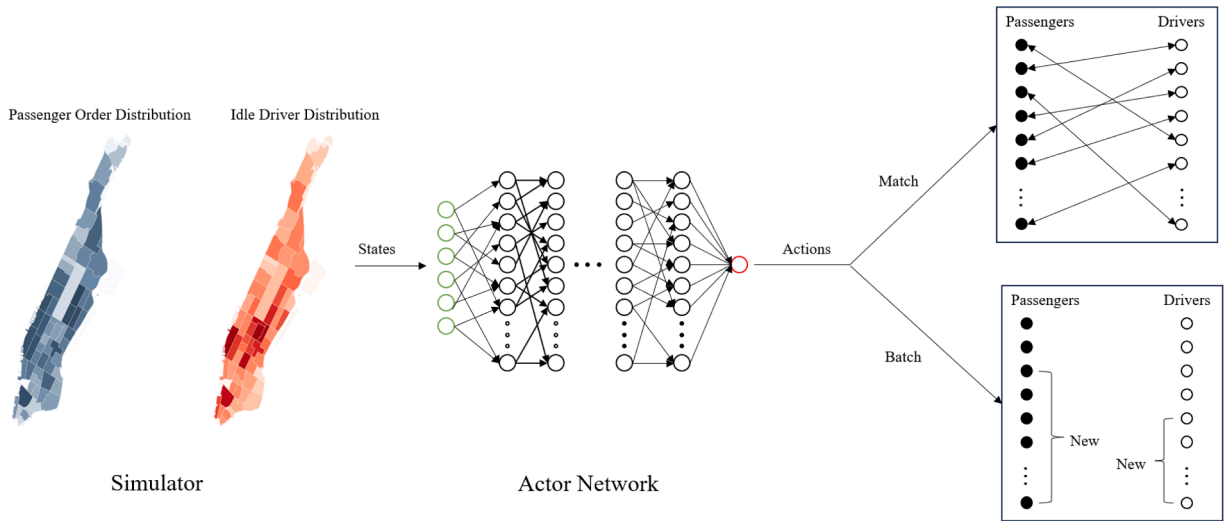 Passenger Order Distribution
Idle Driver Distribution
States
Simulator
Actor Network
Actions
Match
Batch
Passengers
Drivers
Passengers
Drivers
New
New